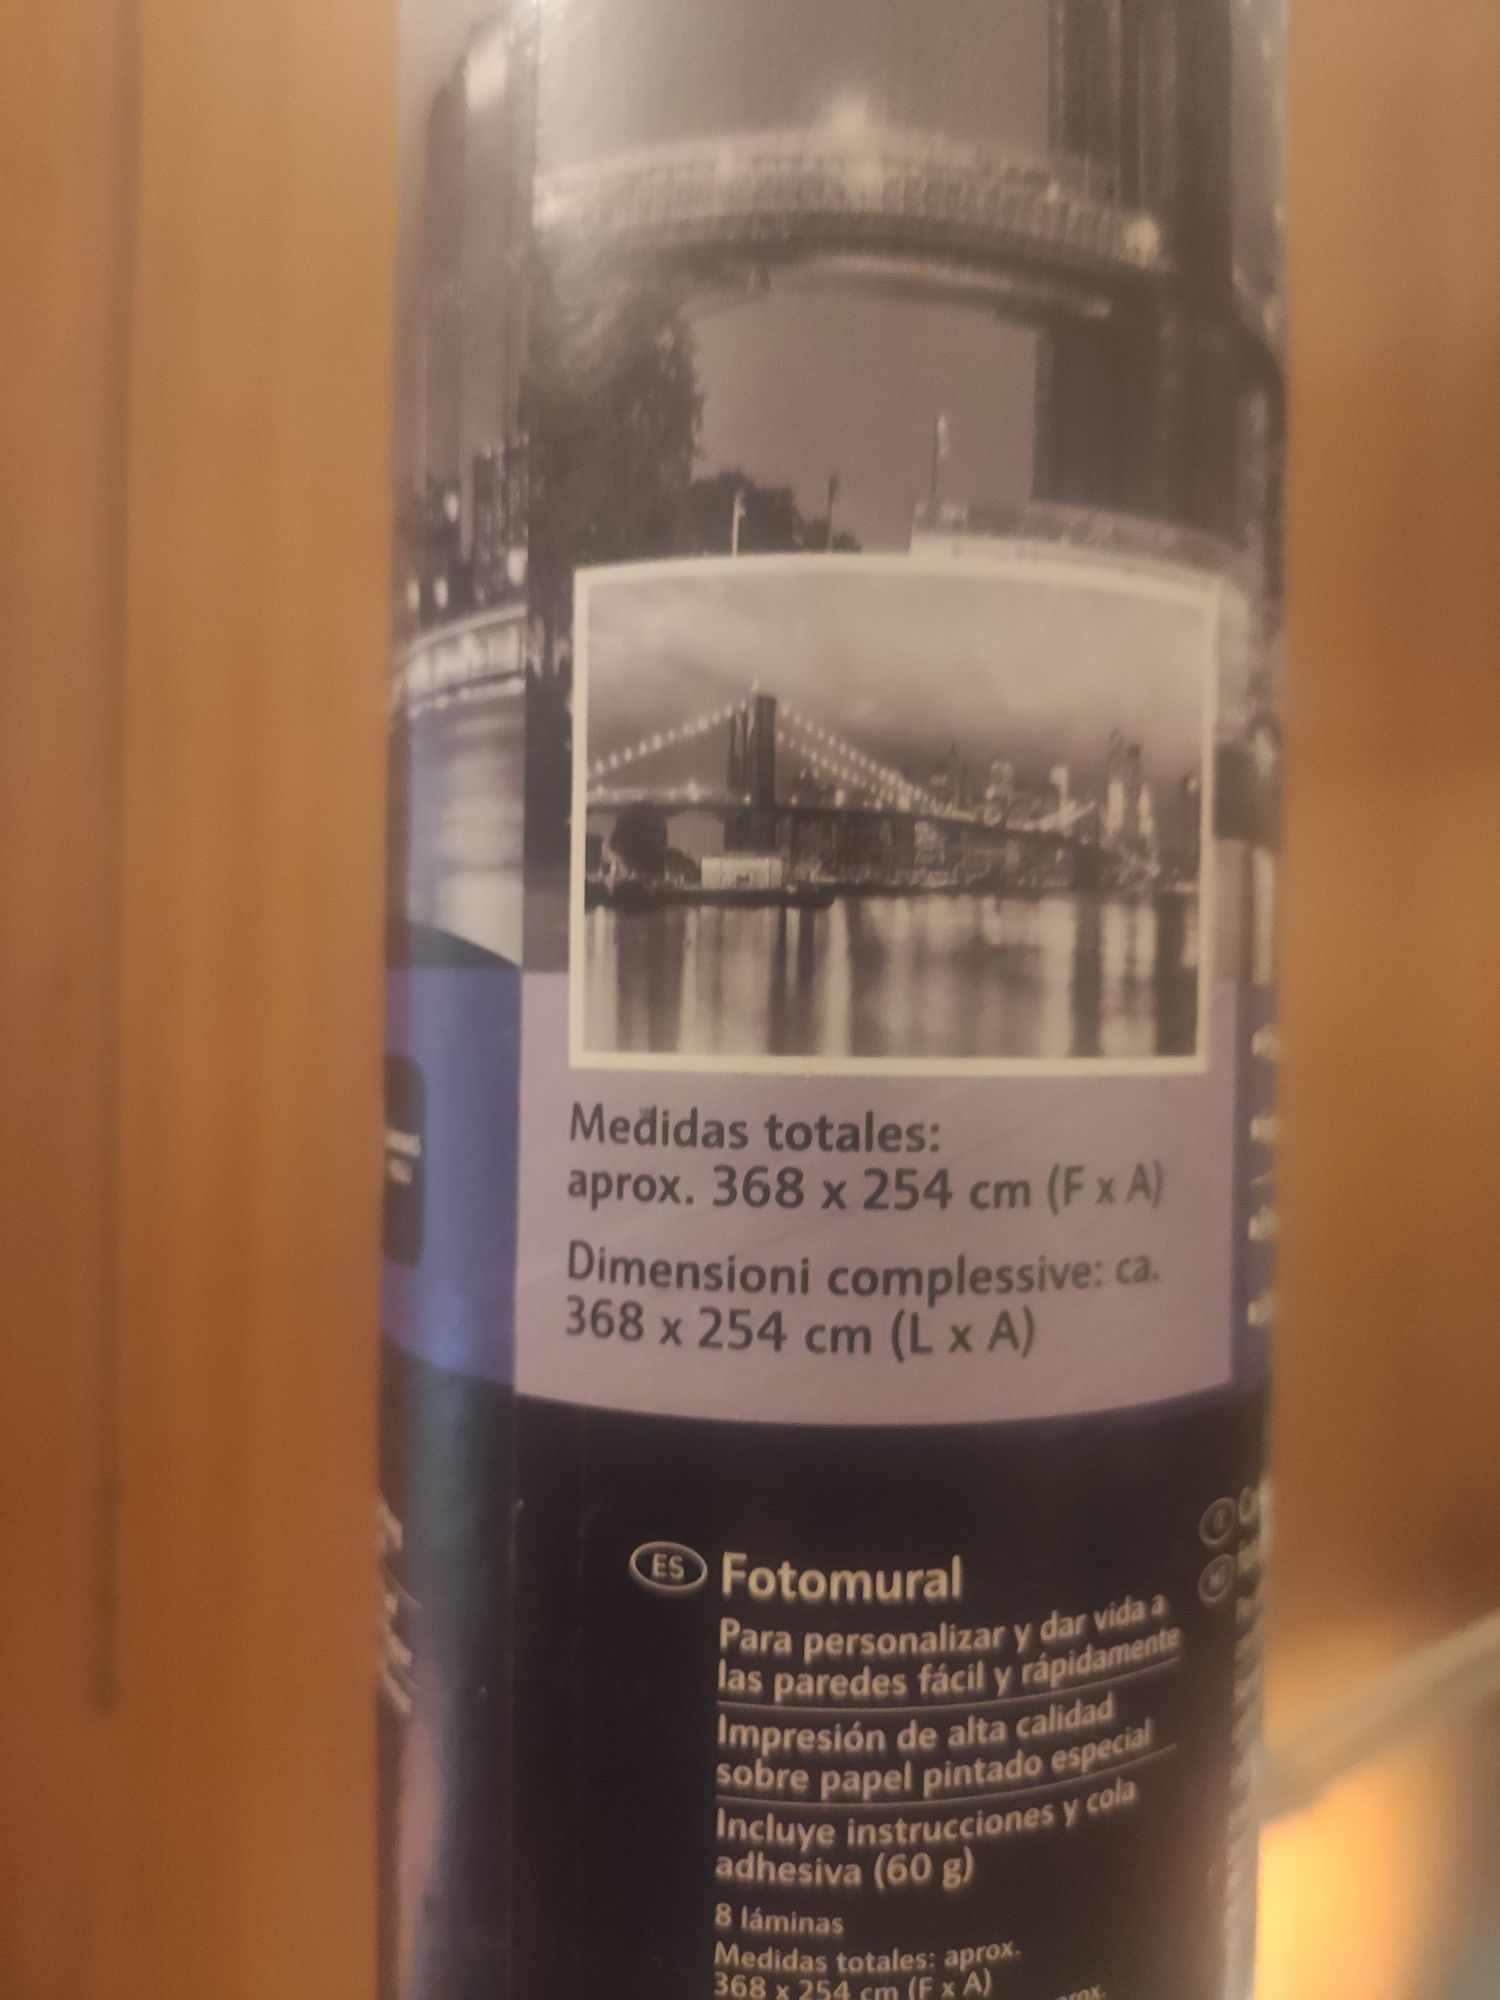 Medidas totales:
aprox. 368 x 254 cm (F x A)
Dimensioni complessive: ca.
368 x 254 cm (L x A)
ES Fotomural
Para personalizar y dar vida a
las paredes fácil y rápidamente
Impresión de alta calidad
sobre papel pintado especial
Incluye instrucciones y cola
adhesiva (60 g)
8 láminas
Medidas totales: aprox.
368 x 254 cm (F x A)